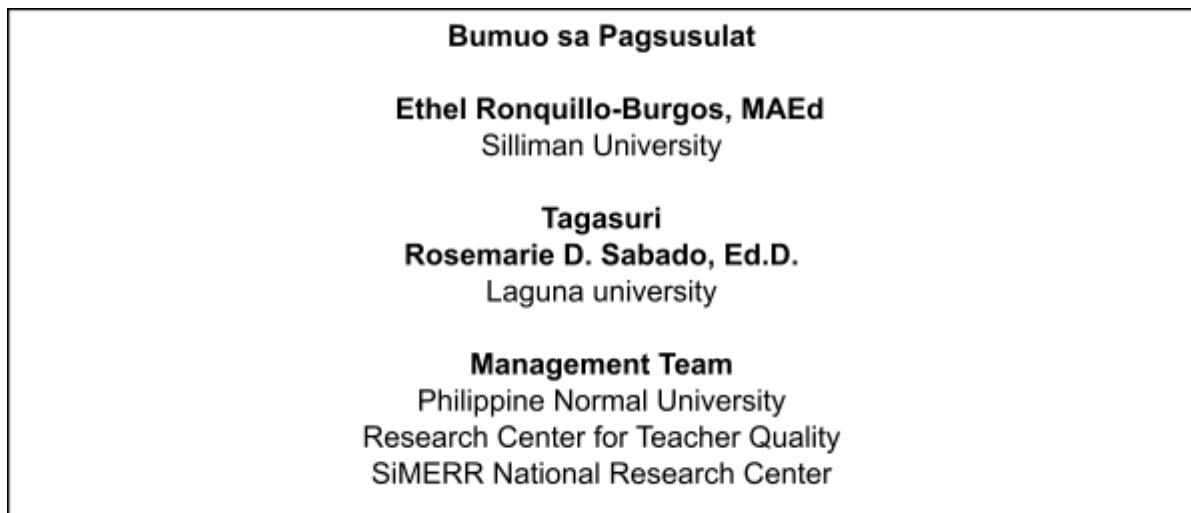 Bumuo sa Pagsusulat
Ethel Ronquillo-Burgos, MAEd
Silliman University
Tagasuri
Rosemarie D. Sabado, Ed.D.
Laguna university
Management Team
Philippine Normal University
Research Center for Teacher Quality
SiMERR National Research Center